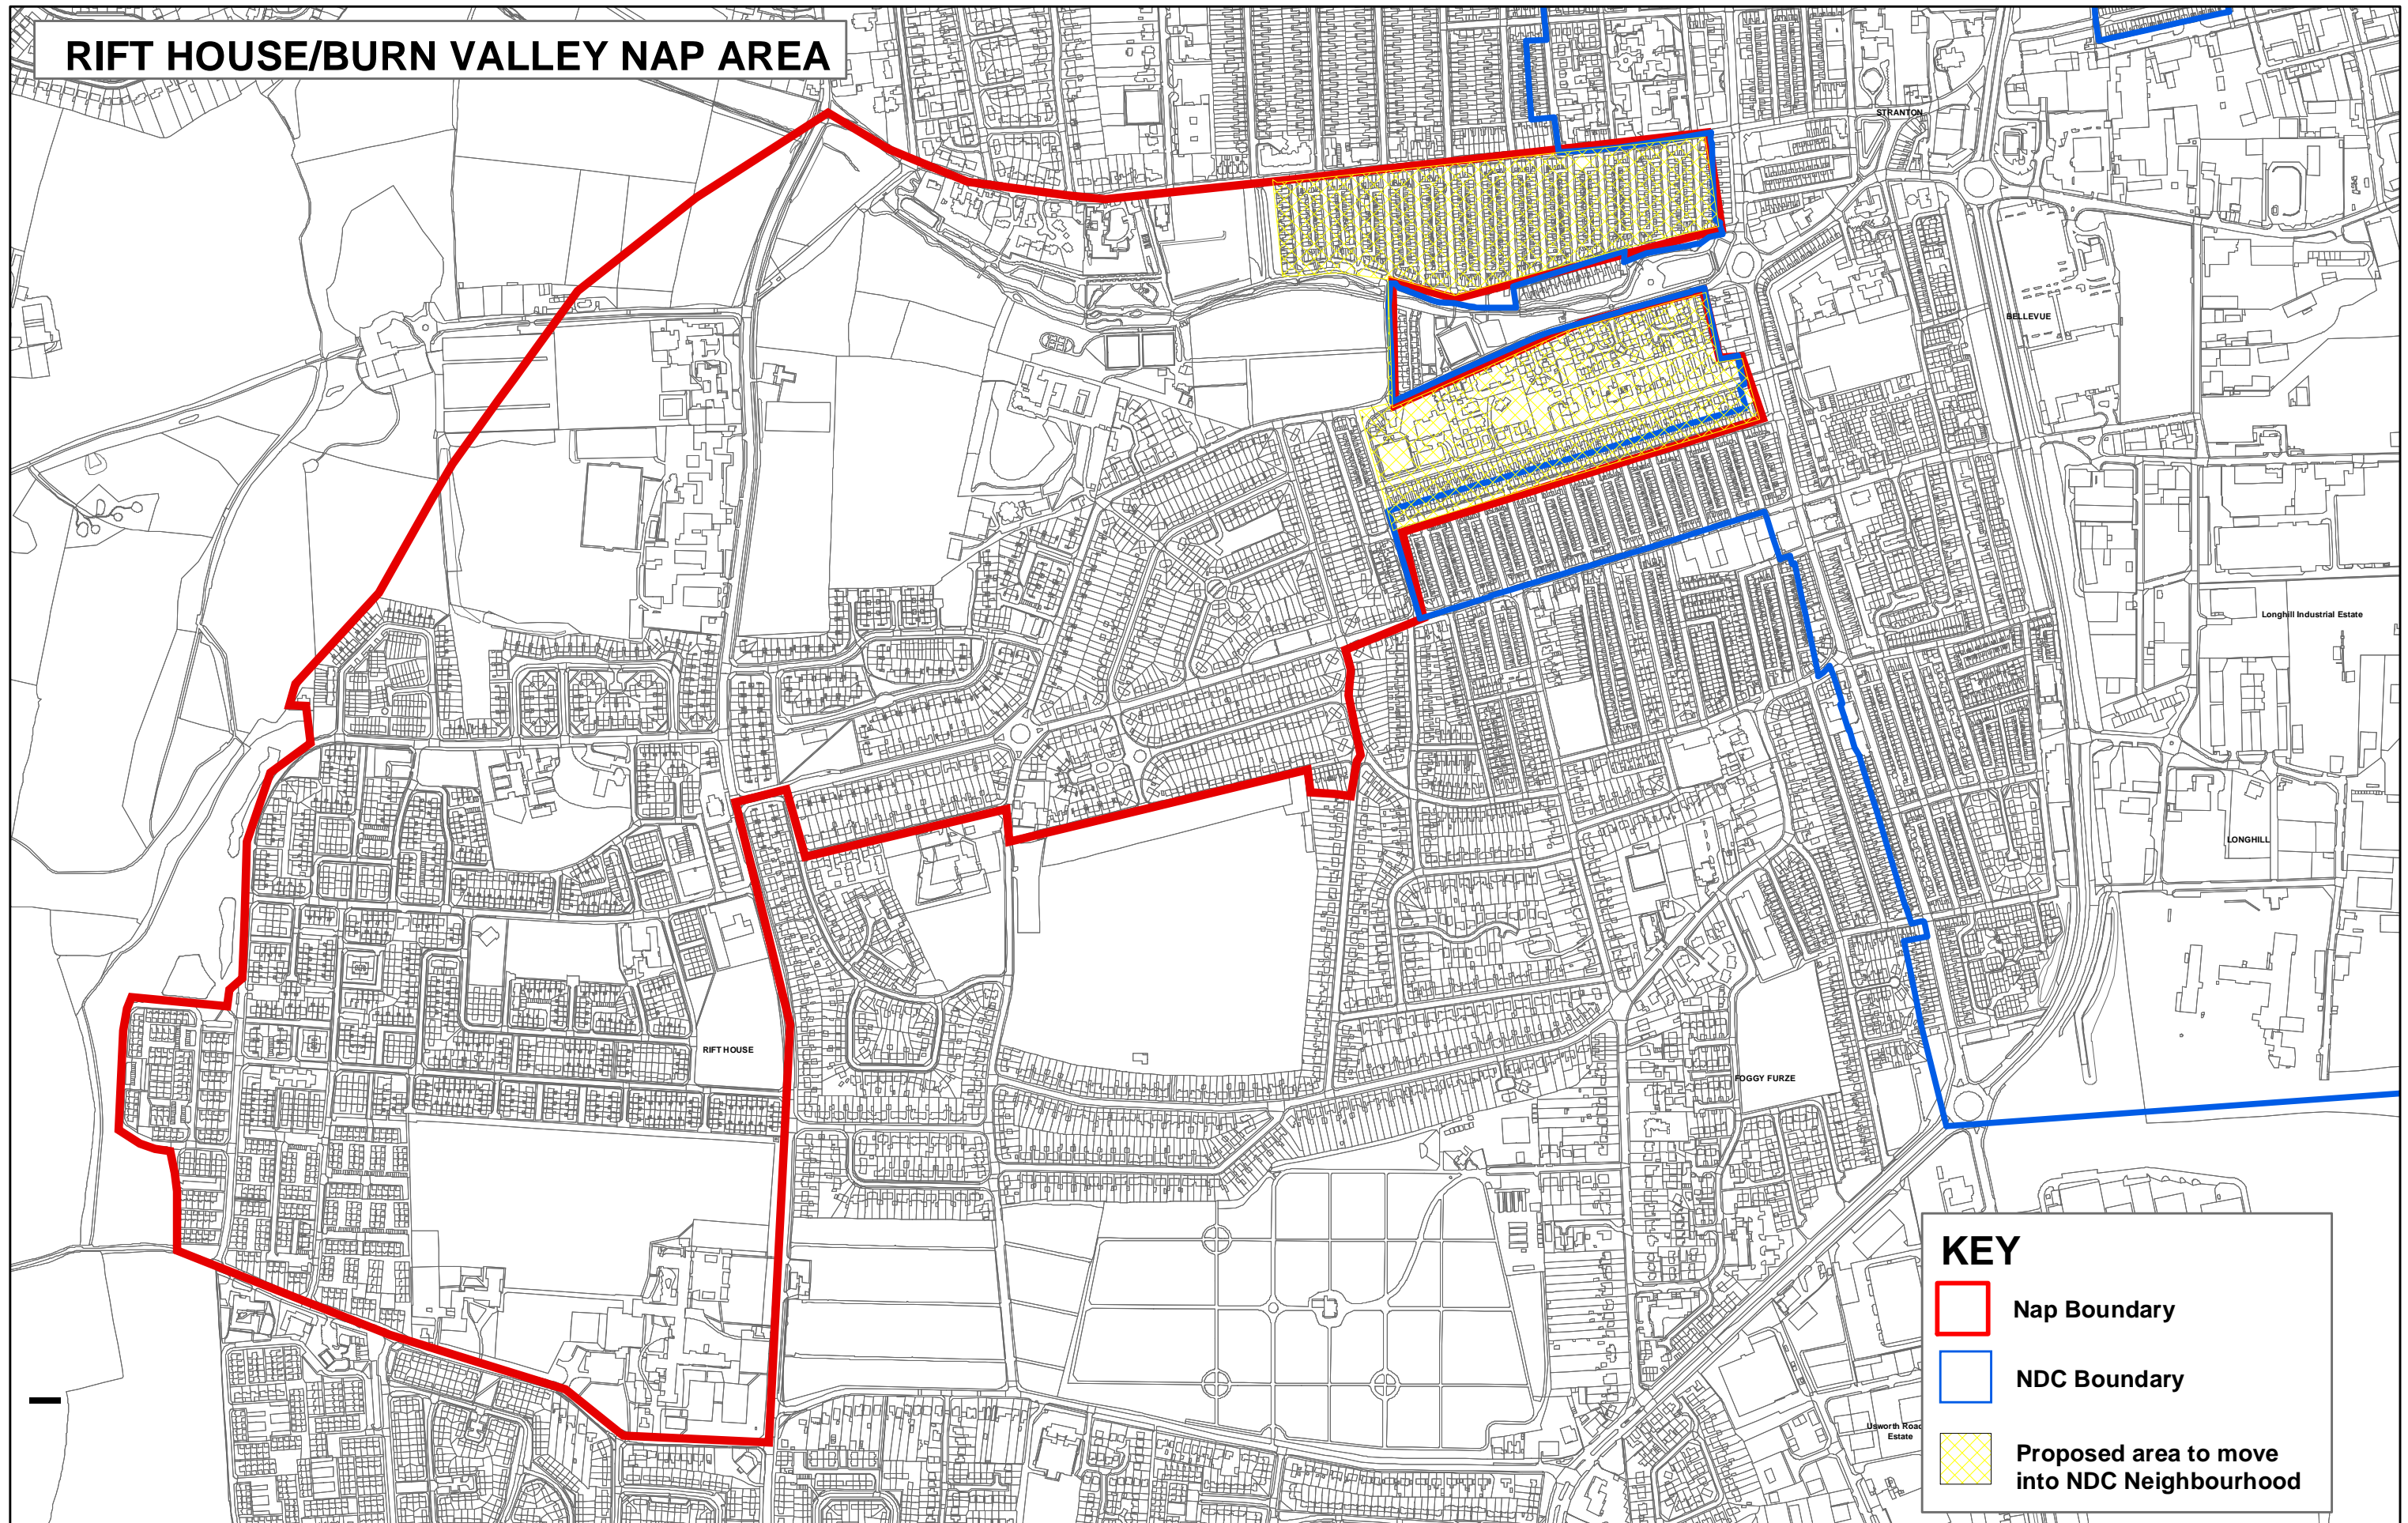 RIFT HOUSE/BURN VALLEY NAP AREA
STRANTON
BELLEVUE
Longhill Industrial Estate
LONGHILL
RIFT HOUSE
FOGGY FURZE
Usworth Road
Estate
KEY
Nap Boundary
NDC Boundary
Proposed area to move
into NDC Neighbourhood